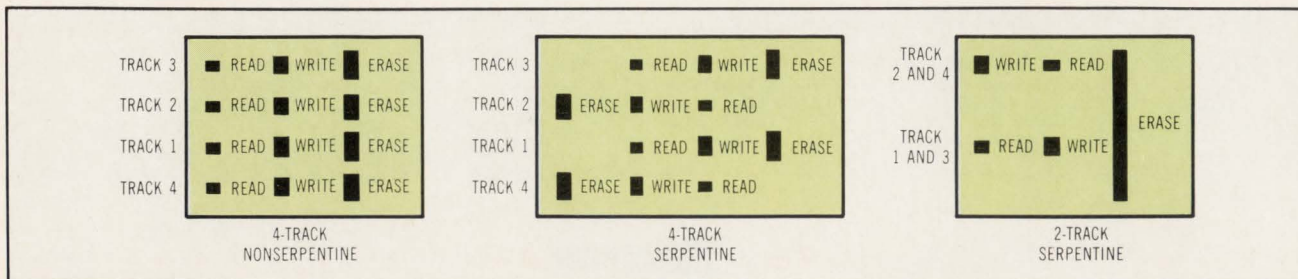 TRACK 3 READ WRITE ERASE
TRACK 2 READ WRITE ERASE
TRACK 1 READ WRITE ERASE
TRACK 4 READ WRITE ERASE
4-TRACK
NONSERPENTINE
TRACK 3 READ WRITE ERASE
TRACK 2 ERASE WRITE READ
TRACK 1 READ WRITE ERASE
TRACK 4 ERASE WRITE READ
4-TRACK
SERPENTINE
TRACK
2 AND 4
WRITE READ
ERASE
TRACK
1 AND 3
READ WRITE
2-TRACK
SERPENTINE